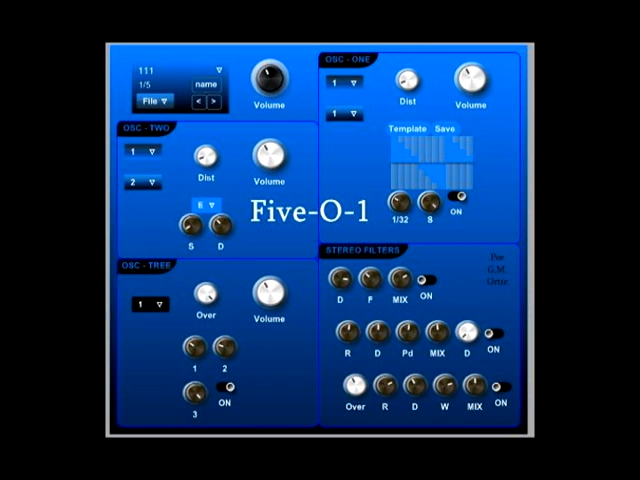 111
1/5
name
File
< >
Volume
OSC - ONE
1
1
Dist
Volume
Template Save
1/32 S ON
OSC - TWO
1
2
Dist
Volume
E
S D
Five-O-1
OSC - TREE
1
Over
Volume
1 2
3
ON
STEREO FILTERS
Por
G.M.
Ortiz
D F MIX ON
R D Pd MIX D ON
Over R D W MIX ON